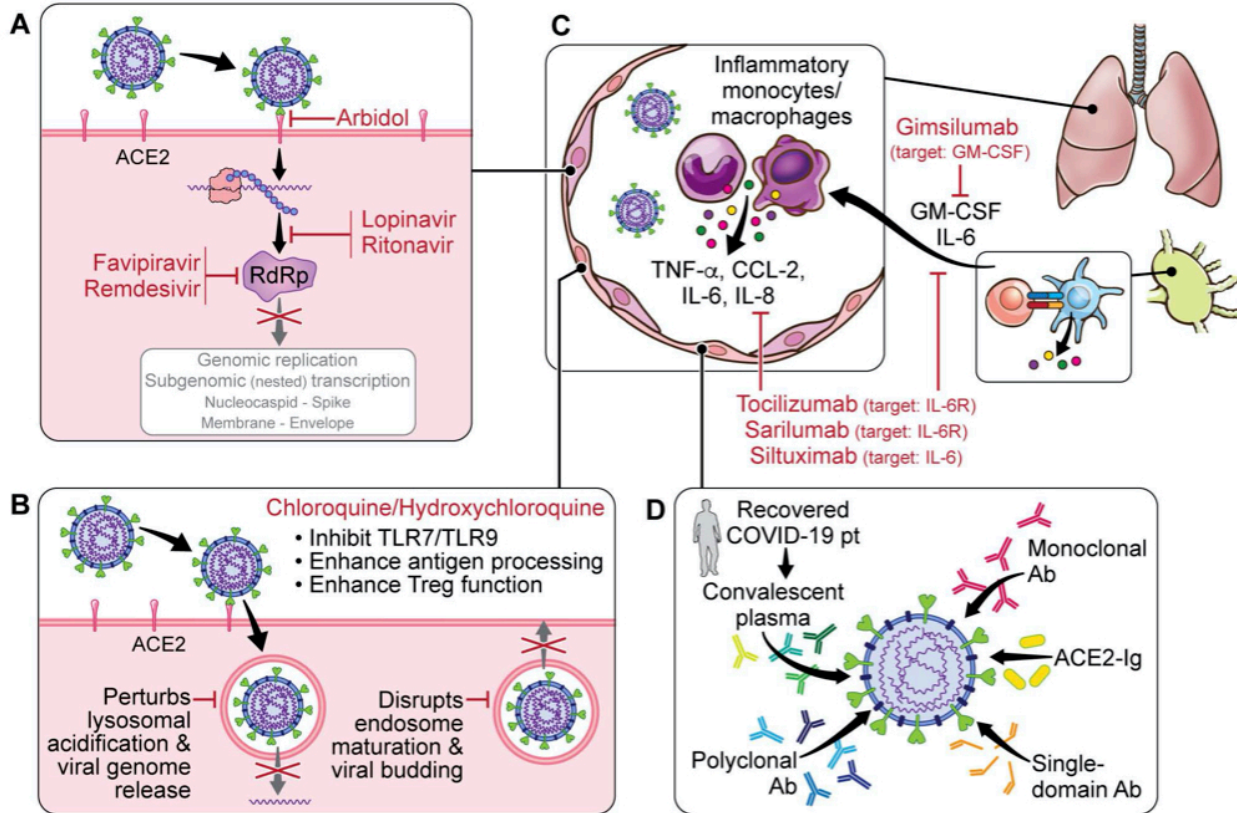 A
Arbidol
ACE2
Lopinavir
Ritonavir
Favipiravir
Remdesivir
RdRp
Genomic replication
Subgenomic (nested) transcription
Nucleocaspid - Spike
Membrane - Envelope
B
Chloroquine/Hydroxychloroquine
• Inhibit TLR7/TLR9
• Enhance antigen processing
• Enhance Treg function
ACE2
Perturbs
lysosomal
acidification &
viral genome
release
Disrupts
endosome
maturation &
viral budding
C
Inflammatory
monocytes/
macrophages
TNF-α, CCL-2,
IL-6, IL-8
Gimsilumab
(target: GM-CSF)
GM-CSF
IL-6
Tocilizumab (target: IL-6R)
Sarilumab (target: IL-6R)
Siltuximab (target: IL-6)
D
Recovered
COVID-19 pt
Convalescent
plasma
Monoclonal
Ab
ACE2-Ig
Polyclonal
Ab
Single-
domain Ab